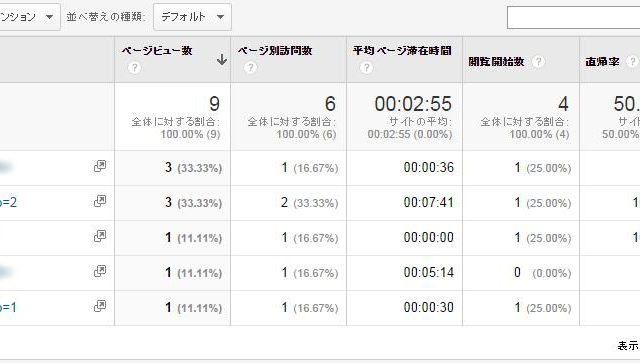 ンション 並べ替えの種類: デフォルト
ページビュー数 ページ別訪問数 平均ページ滞在時間 閲覧開始数 直帰率
? ? ? ? ?
9 6 00:02:55 4 50.
全体に対する割合: 全体に対する割合: サイトの平均: 全体に対する割合: サイ
100.00% (9) 100.00% (6) 00:02:55 (0.00%) 100.00% (4) 50.00%
3 (33.33%) 1 (16.67%) 00:00:36 1 (25.00%)
o=2 3 (33.33%) 2 (33.33%) 00:07:41 1 (25.00%) 1
1 (11.11%) 1 (16.67%) 00:00:00 1 (25.00%) 1
1 (11.11%) 1 (16.67%) 00:05:14 0 (0.00%)
o=1 1 (11.11%) 1 (16.67%) 00:00:30 1 (25.00%)
表示